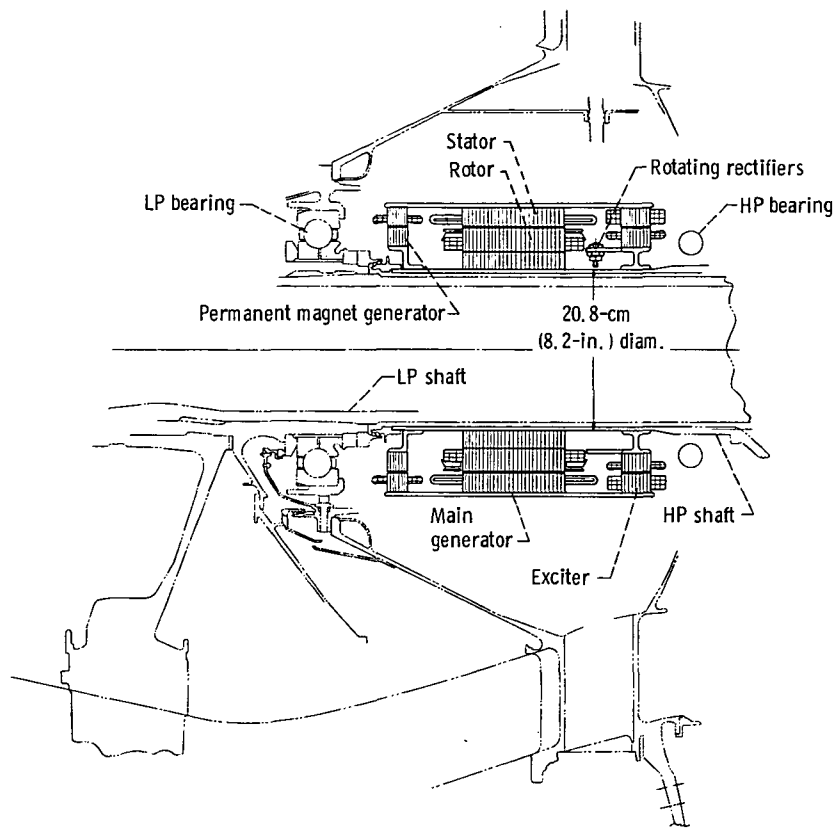 Stator
Rotor
Rotating rectifiers
LP bearing
HP bearing
Permanent magnet generator
20.8-cm
(8.2-in.) diam.
LP shaft
Main
generator
HP shaft
Exciter